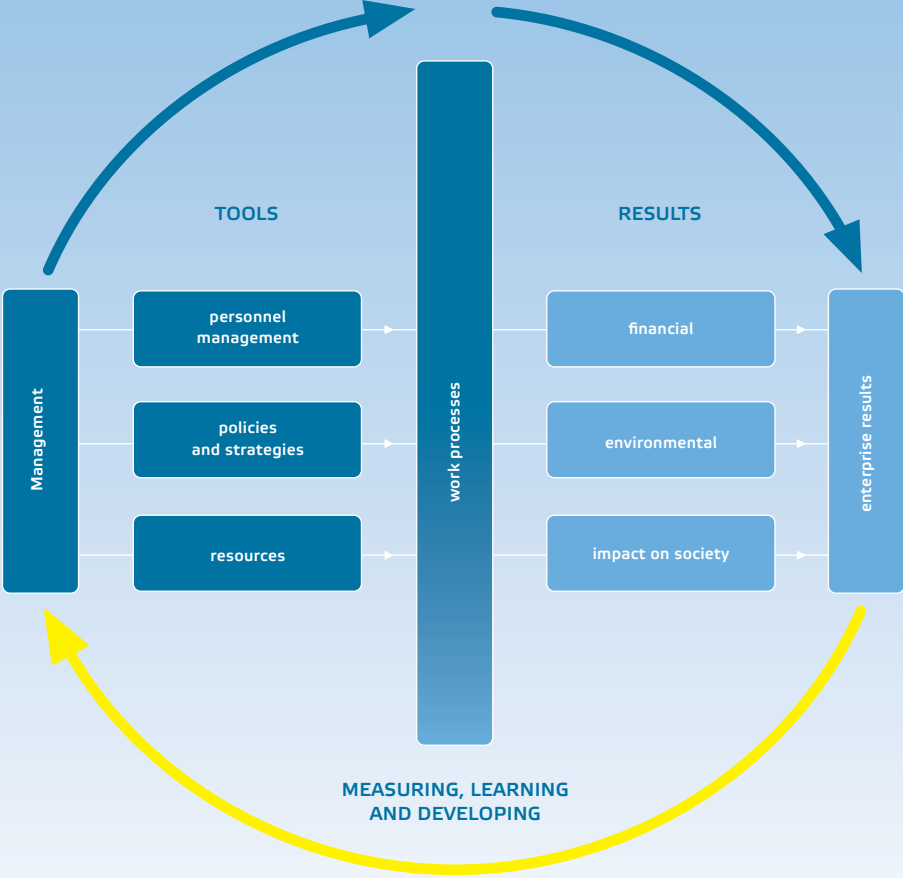 TOOLS
RESULTS
Management
personnel
management
policies
and strategies
resources
work processes
financial
environmental
impact on society
enterprise results
MEASURING, LEARNING
AND DEVELOPING